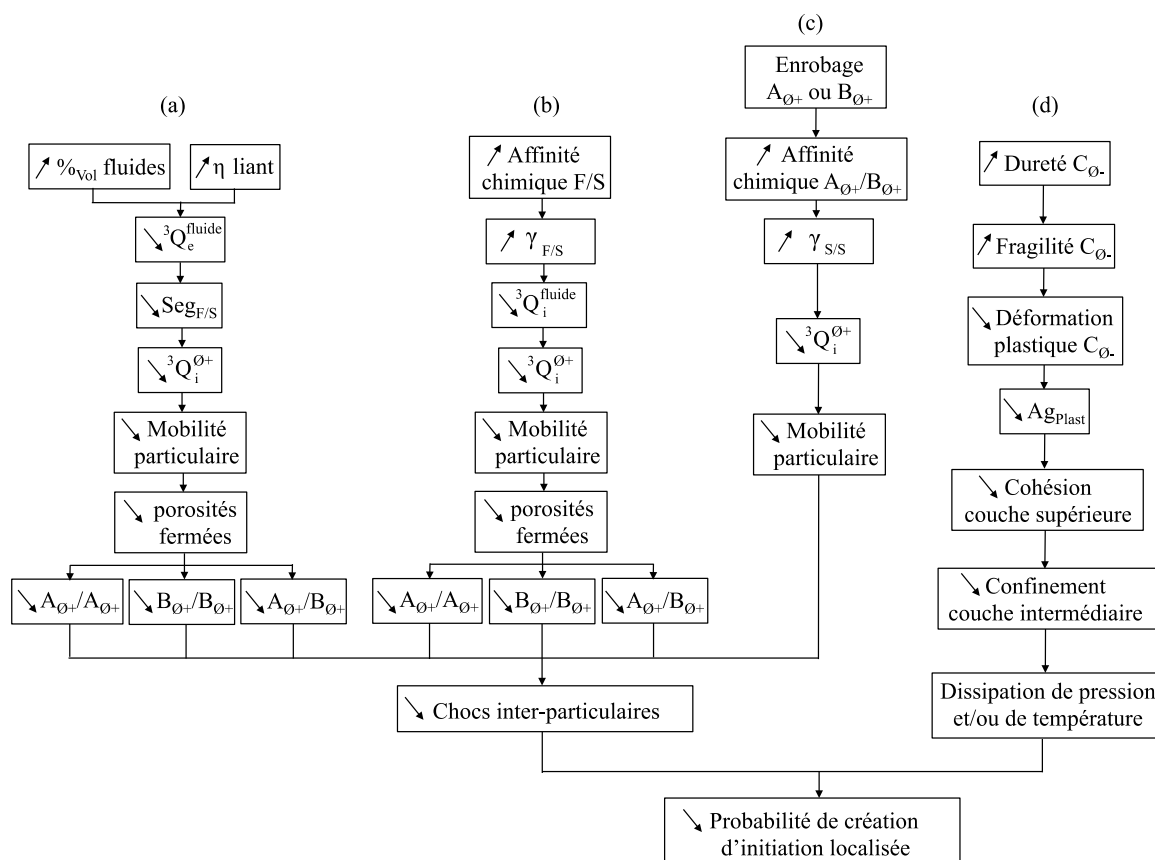 (a)
↗ %Vol fluides
↗ η liant
↘ ³Q_e^fluide
↘ Seg_F/S
↘ ³Q_i^Ø+
↘ Mobilité
particulaire
↘ porosités
fermées
↘ A_Ø+/A_Ø+
↘ B_Ø+/B_Ø+
↘ A_Ø+/B_Ø+
(b)
↗ Affinité
chimique F/S
↗ γ_F/S
↘ ³Q_i^fluide
↘ ³Q_i^Ø+
↘ Mobilité
particulaire
↘ porosités
fermées
↘ A_Ø+/A_Ø+
↘ B_Ø+/B_Ø+
↘ A_Ø+/B_Ø+
(c)
Enrobage
A_Ø+ ou B_Ø+
↗ Affinité
chimique A_Ø+/B_Ø+
↗ γ_S/S
↘ ³Q_i^Ø+
↘ Mobilité
particulaire
↘ Chocs inter-particulaires
(d)
↗ Dureté C_Ø-
↗ Fragilité C_Ø-
↘ Déformation
plastique C_Ø-
↘ Ag_Plast
↘ Cohésion
couche supérieure
↘ Confinement
couche intermédiaire
Dissipation de pression
et/ou de température
↘ Probabilité de création
d'initiation localisée